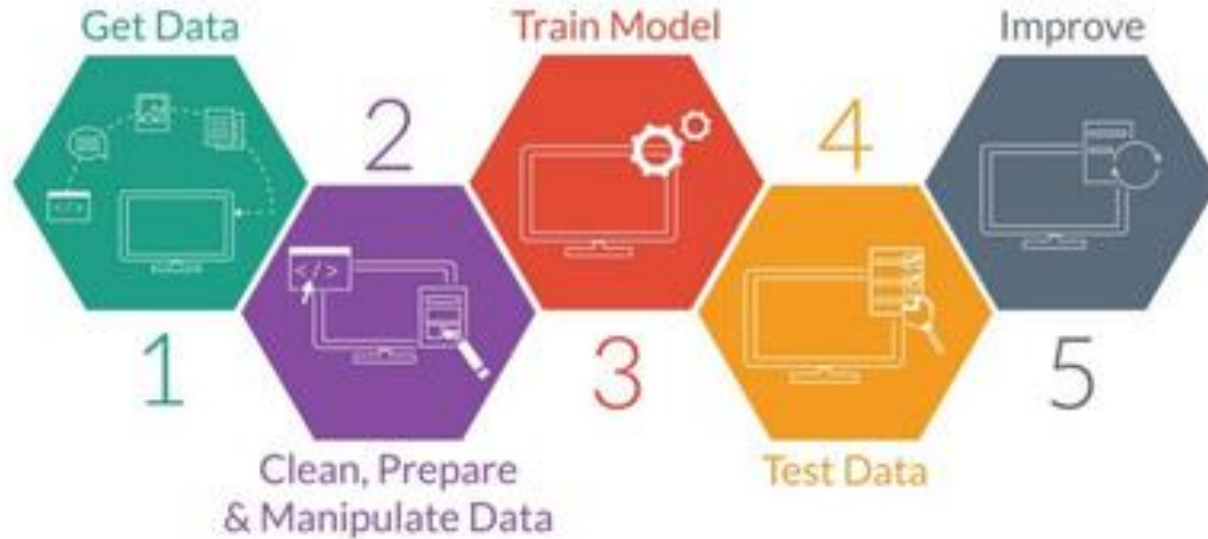 Get Data
1
2
Clean, Prepare
& Manipulate Data
</>
Train Model
3
4
Test Data
Improve
5